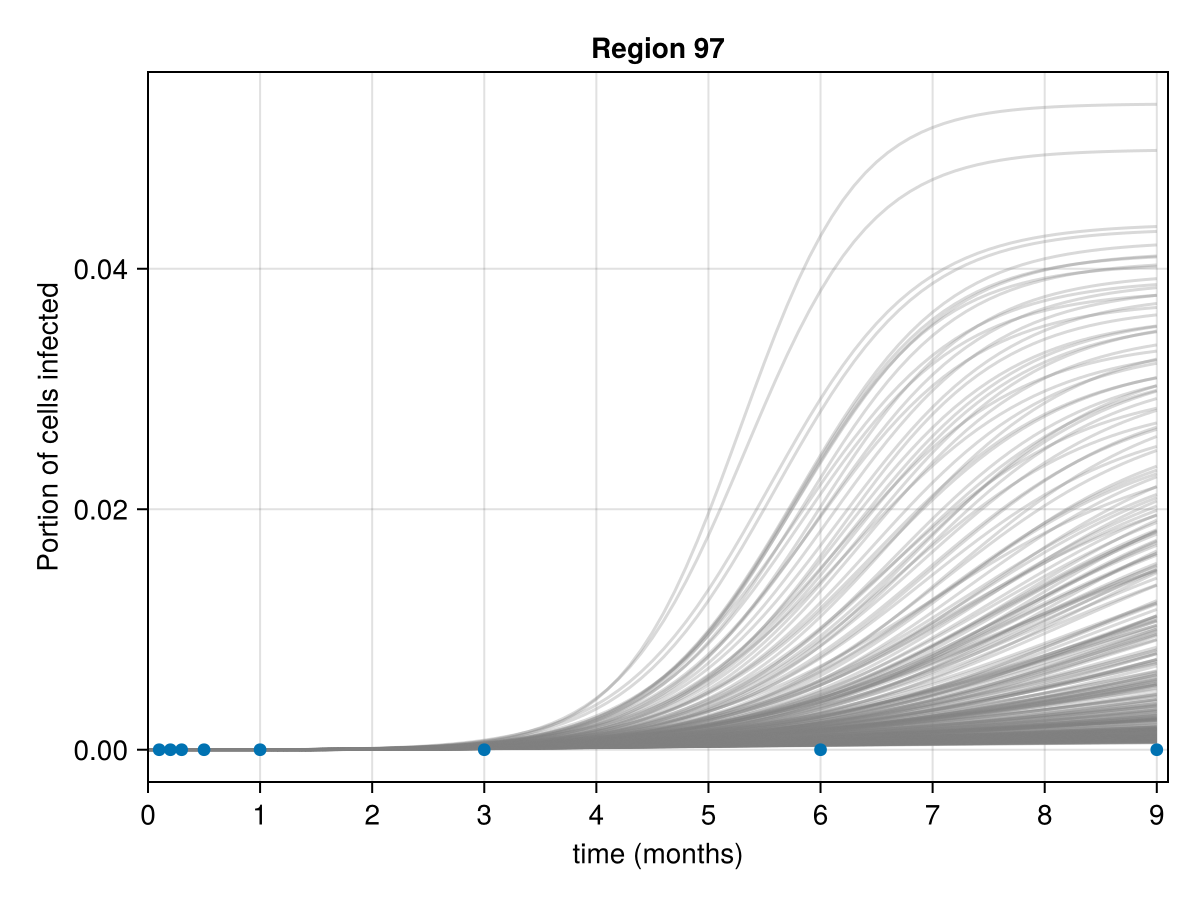 Region 97
Portion of cells infected
0.04
0.02
0.00
0 1 2 3 4 5 6 7 8 9
time (months)